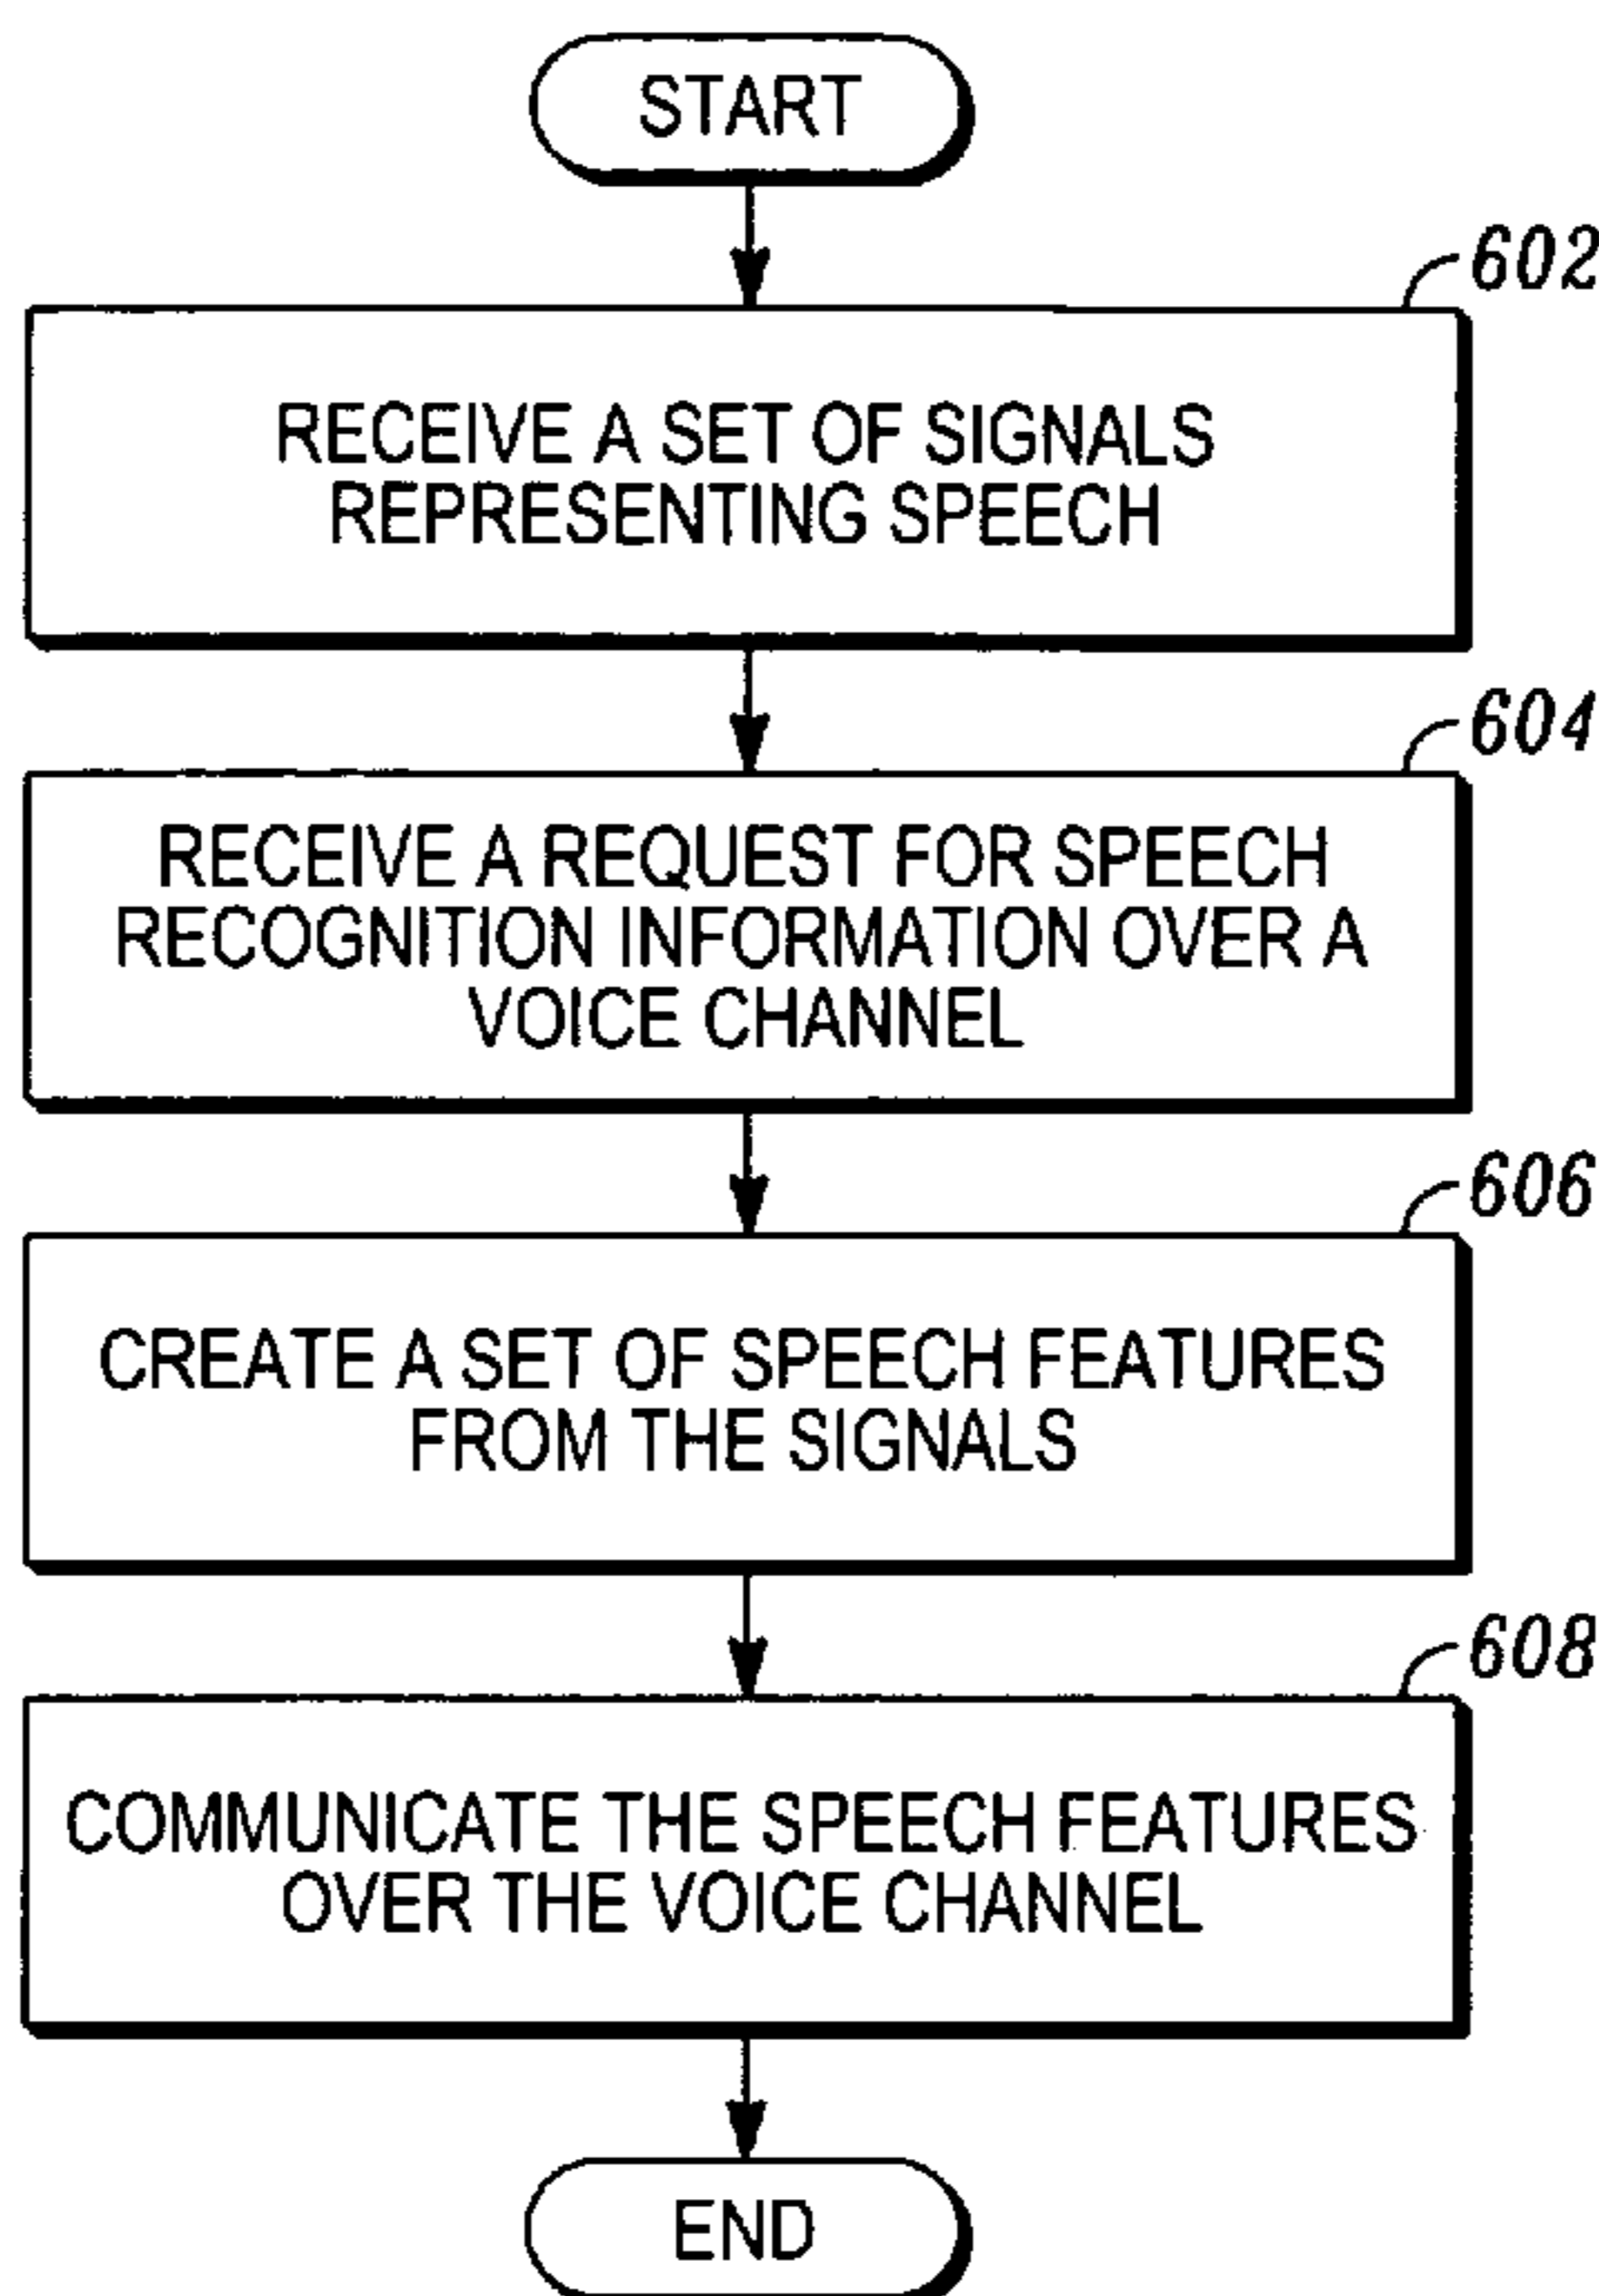 START
602
RECEIVE A SET OF SIGNALS
REPRESENTING SPEECH
604
RECEIVE A REQUEST FOR SPEECH
RECOGNITION INFORMATION OVER A
VOICE CHANNEL
606
CREATE A SET OF SPEECH FEATURES
FROM THE SIGNALS
608
COMMUNICATE THE SPEECH FEATURES
OVER THE VOICE CHANNEL
END